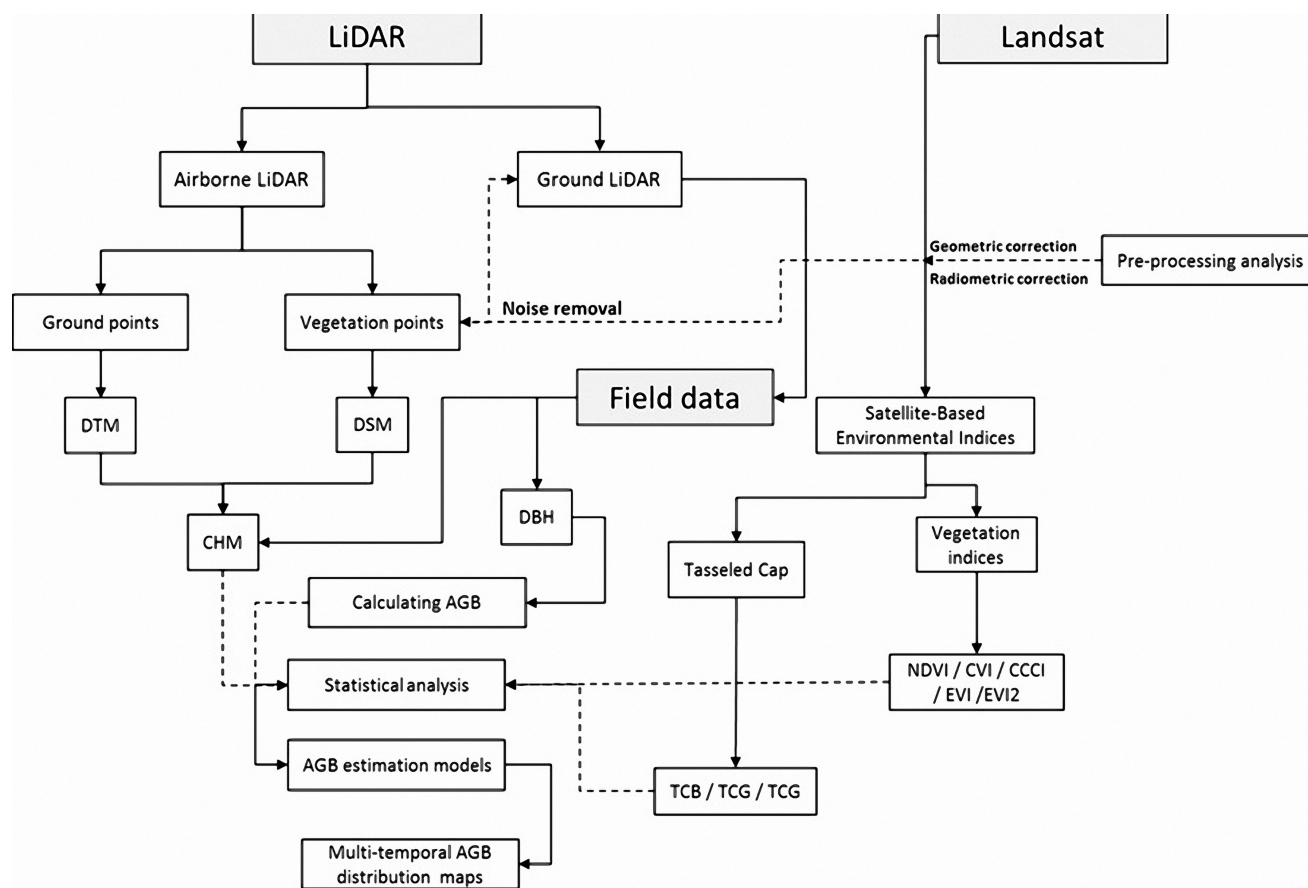 LiDAR
Landsat
Airborne LiDAR
Ground LiDAR
Geometric correction
Pre-processing analysis
Radiometric correction
Ground points
Vegetation points
Noise removal
Field data
DTM
DSM
Satellite-Based
Environmental Indices
DBH
CHM
Vegetation
indices
Tasseled Cap
Calculating AGB
NDVI / CVI / CCCI
/ EVI /EVI2
Statistical analysis
AGB estimation models
TCB / TCG / TCG
Multi-temporal AGB
distribution maps